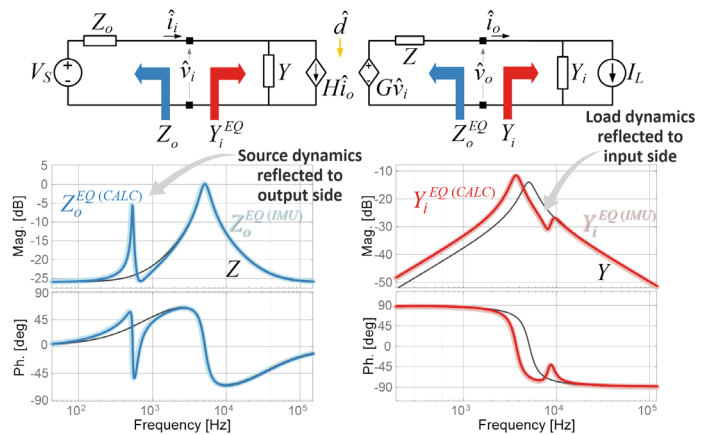 Z_o
î_i
d̂
î_o
V_S
v̂_i
Y
Hî_o
Gv̂_i
Z
v̂_o
Y_i
I_L
Z_o
Y_i^EQ
Z_o^EQ
Y_i
Source dynamics
reflected to
output side
Load dynamics
reflected to
input side
Z_o^EQ (CALC)
Z_o^EQ (IMU)
Z
Y_i^EQ (CALC)
Y_i^EQ (IMU)
Y
Mag. [dB]
5
0
-5
-10
-15
-20
-25
Ph. [deg]
90
45
0
-45
-90
10^2
10^3
10^4
10^5
Frequency [Hz]
Mag. [dB]
-10
-20
-30
-40
-50
Ph. [deg]
90
45
0
-45
-90
10^3
10^4
10^5
Frequency [Hz]